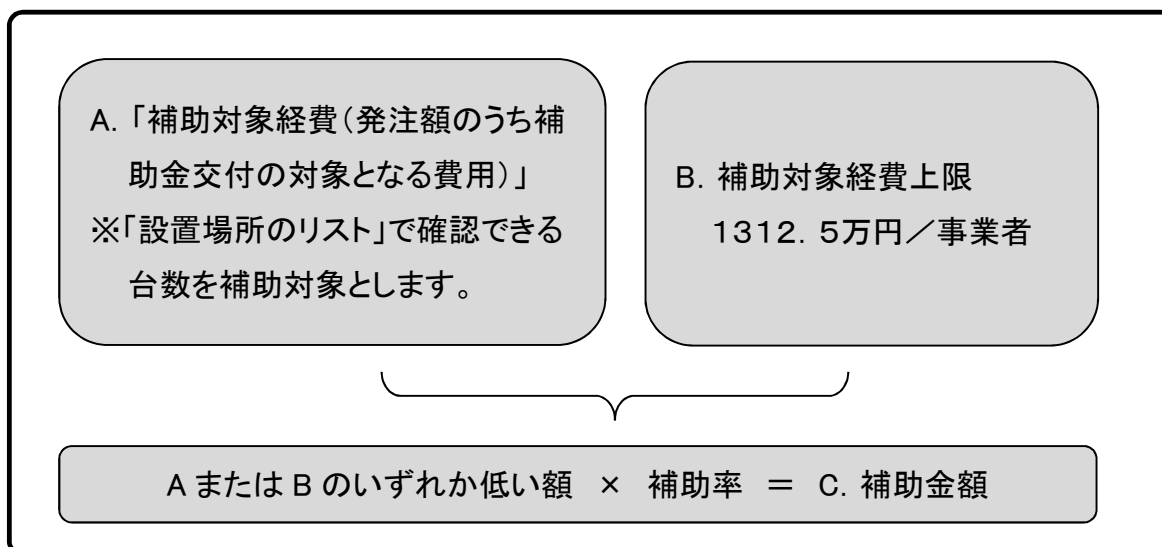 A. 「補助対象経費(発注額のうち補
助金交付の対象となる費用)」
※「設置場所のリスト」で確認できる
台数を補助対象とします。
B. 補助対象経費上限
1312.5万円/事業者
A または B のいずれか低い額 × 補助率 = C. 補助金額